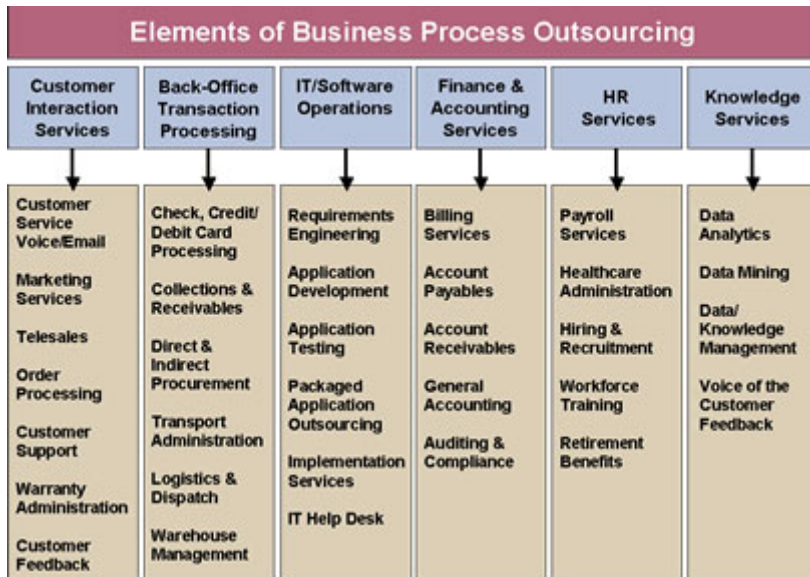 Elements of Business Process Outsourcing
Customer
Interaction
Services
Back-Office
Transaction
Processing
IT/Software
Operations
Finance &
Accounting
Services
HR
Services
Knowledge
Services
Customer
Service
Voice/Email
Marketing
Services
Telesales
Order
Processing
Customer
Support
Warranty
Administration
Customer
Feedback
Check, Credit/
Debit Card
Processing
Collections &
Receivables
Direct &
Indirect
Procurement
Transport
Administration
Logistics &
Dispatch
Warehouse
Management
Requirements
Engineering
Application
Development
Application
Testing
Packaged
Application
Outsourcing
Implementation
Services
IT Help Desk
Billing
Services
Account
Payables
Account
Receivables
General
Accounting
Auditing &
Compliance
Payroll
Services
Healthcare
Administration
Hiring &
Recruitment
Workforce
Training
Retirement
Benefits
Data
Analytics
Data Mining
Data/
Knowledge
Management
Voice of the
Customer
Feedback